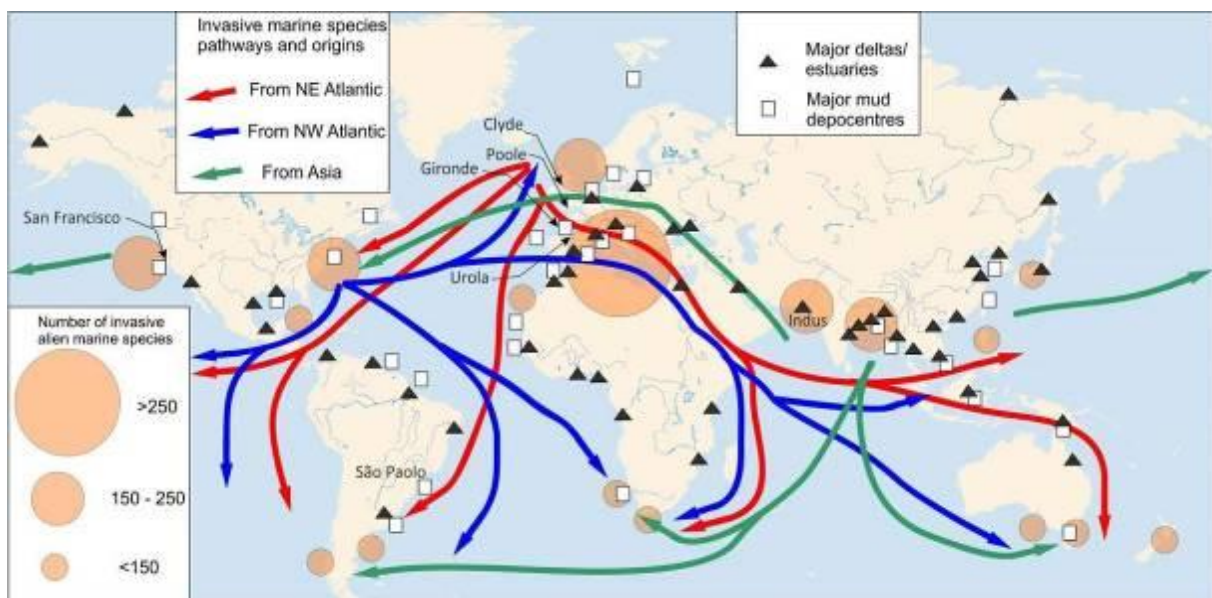 Invasive marine species
pathways and origins
From NE Atlantic
From NW Atlantic
From Asia
Major deltas/
estuaries
Major mud
depocentres
Clyde
Poole
Gironde
San Francisco
Urola
Indus
São Paolo
Number of invasive
alien marine species
>250
150 - 250
<150